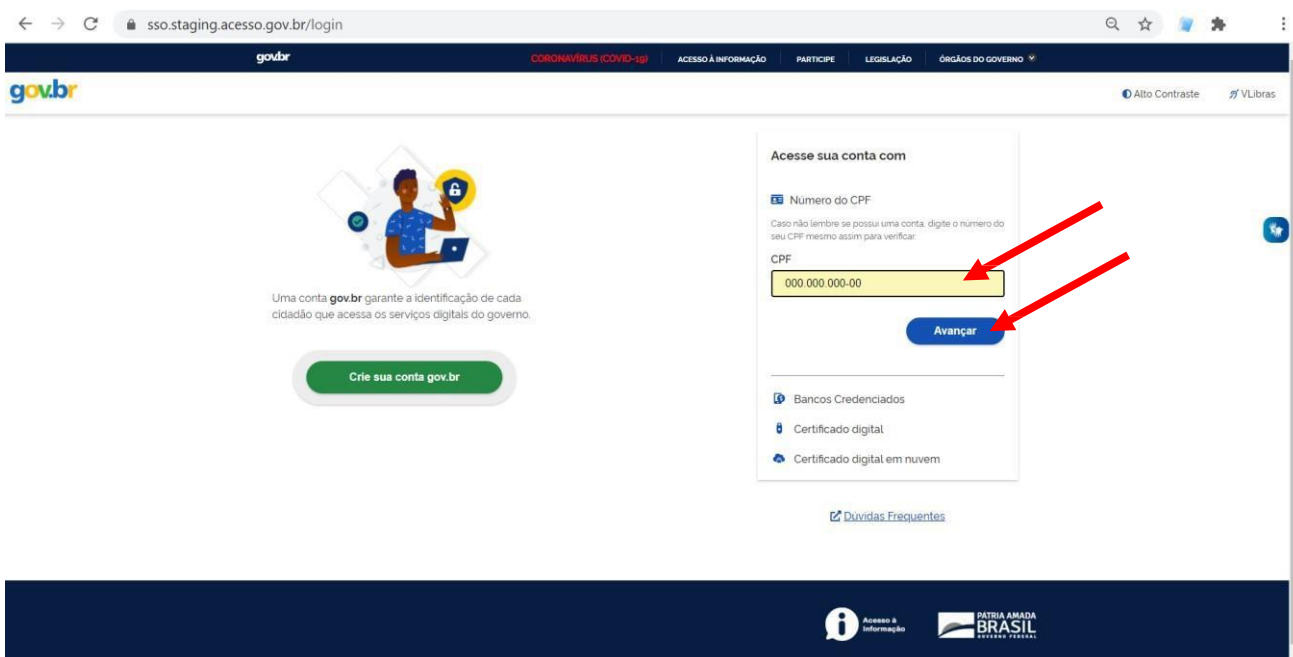 sso.staging.acesso.gov.br/login
gov.br
CORONAVÍRUS (COVID-19)
ACESSO À INFORMAÇÃO
PARTICIPE
LEGISLAÇÃO
ÓRGÃOS DO GOVERNO
gov.br
Alto Contraste
VLibras
Uma conta gov.br garante a identificação de cada
cidadão que acessa os serviços digitais do governo.
Crie sua conta gov.br
Acesse sua conta com
Número do CPF
Caso não lembre se possui uma conta, digite o número do
seu CPF mesmo assim para verificar.
CPF
000.000.000-00
Avançar
Bancos Credenciados
Certificado digital
Certificado digital em nuvem
Dúvidas Frequentes
Acesso à
Informação
PÁTRIA AMADA
BRASIL
GOVERNO FEDERAL